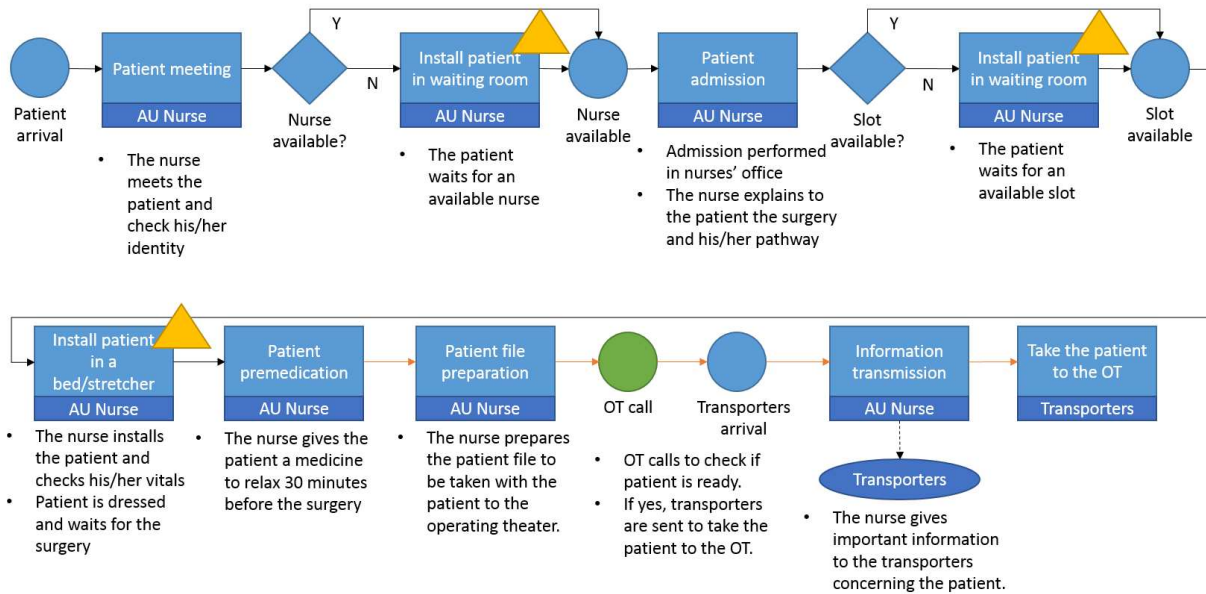 Y
Y
Patient meeting
AU Nurse
Install patient
in waiting room
AU Nurse
Patient
admission
AU Nurse
Install patient
in waiting room
AU Nurse
N
N
Patient
arrival
Nurse
available?
Nurse
available
Slot
available?
Slot
available
• The nurse
meets the
patient and
check his/her
identity
• The patient
waits for an
available nurse
• Admission performed
in nurses’ office
• The nurse explains to
the patient the surgery
and his/her pathway
• The patient
waits for an
available slot
Install patient
in a
bed/stretcher
AU Nurse
Patient
premedication
AU Nurse
Patient file
preparation
AU Nurse
OT call
Transporters
arrival
Information
transmission
AU Nurse
Take the patient
to the OT
Transporters
• The nurse installs
the patient and
checks his/her vitals
• Patient is dressed
and waits for the
surgery
• The nurse gives the
patient a medicine
to relax 30 minutes
before the surgery
• The nurse prepares
the patient file to
be taken with the
patient to the
operating theater.
• OT calls to check if
patient is ready.
• If yes, transporters
are sent to take the
patient to the OT.
Transporters
• The nurse gives
important information
to the transporters
concerning the patient.